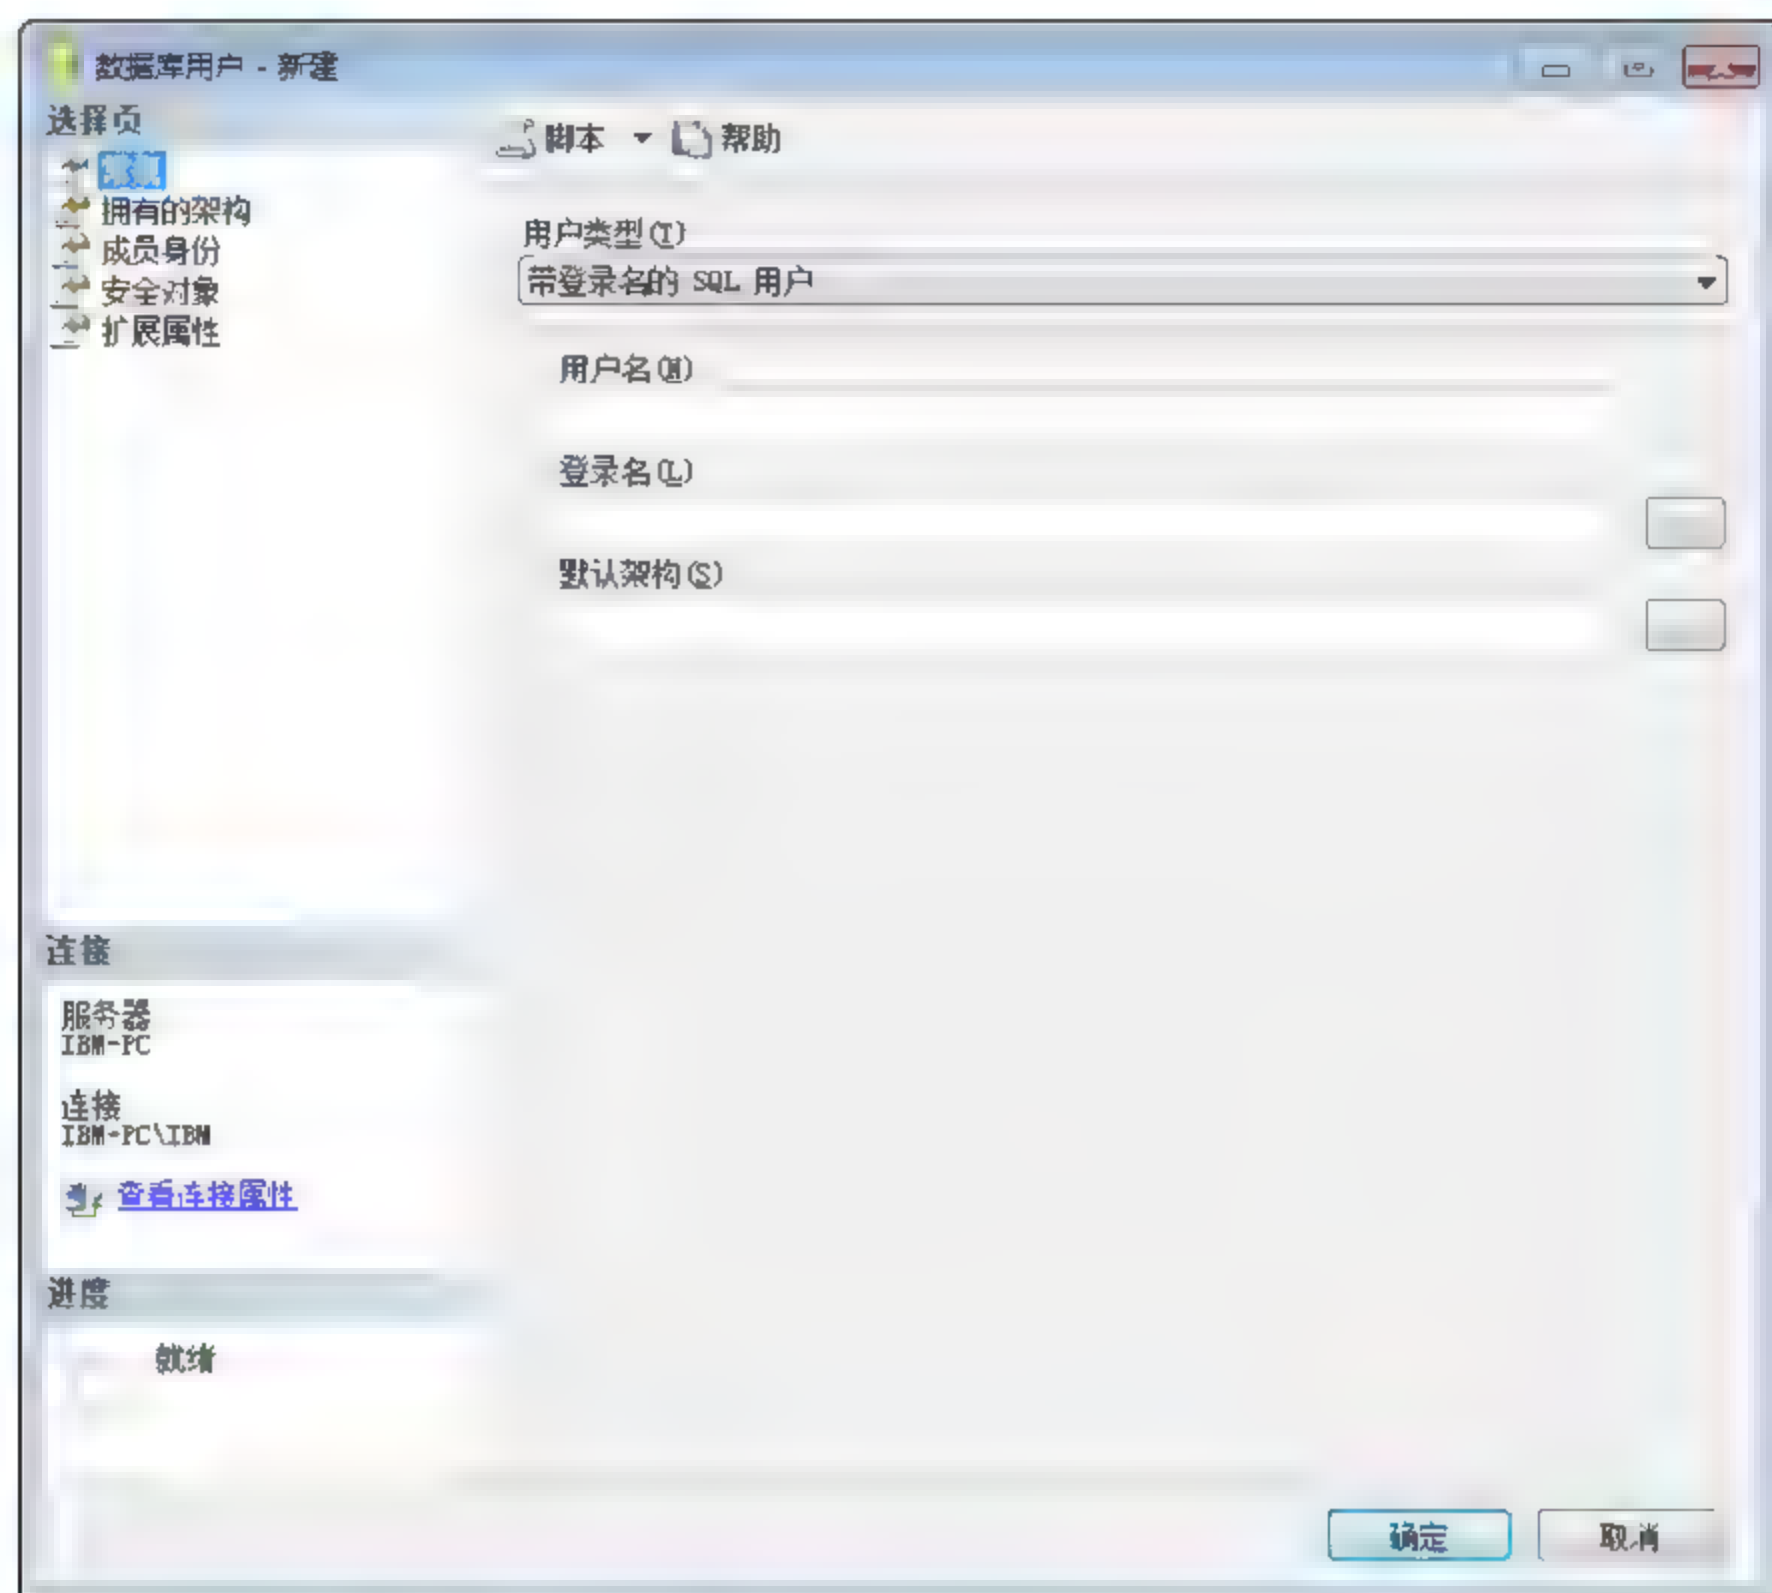 数据库用户 - 新建
选择页
拥有的架构
成员身份
安全对象
扩展属性
脚本 帮助
用户类型(T)
带登录名的 SQL 用户
用户名(N)
登录名(L)
默认架构(S)
连接
服务器
IBM-PC
连接
IBM-PC\IBM
查看连接属性
进度
就绪
确定 取消